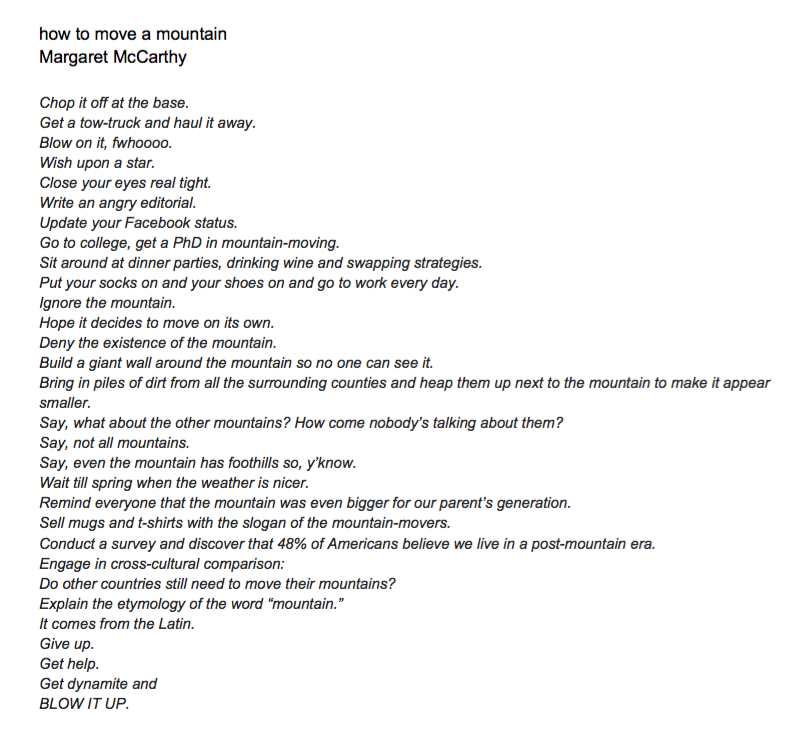 how to move a mountain
Margaret McCarthy
Chop it off at the base.
Get a tow-truck and haul it away.
Blow on it, fwhoooo.
Wish upon a star.
Close your eyes real tight.
Write an angry editorial.
Update your Facebook status.
Go to college, get a PhD in mountain-moving.
Sit around at dinner parties, drinking wine and swapping strategies.
Put your socks on and your shoes on and go to work every day.
Ignore the mountain.
Hope it decides to move on its own.
Deny the existence of the mountain.
Build a giant wall around the mountain so no one can see it.
Bring in piles of dirt from all the surrounding counties and heap them up next to the mountain to make it appear
smaller.
Say, what about the other mountains? How come nobody’s talking about them?
Say, not all mountains.
Say, even the mountain has foothills so, y’know.
Wait till spring when the weather is nicer.
Remind everyone that the mountain was even bigger for our parent’s generation.
Sell mugs and t-shirts with the slogan of the mountain-movers.
Conduct a survey and discover that 48% of Americans believe we live in a post-mountain era.
Engage in cross-cultural comparison:
Do other countries still need to move their mountains?
Explain the etymology of the word “mountain.”
It comes from the Latin.
Give up.
Get help.
Get dynamite and
BLOW IT UP.